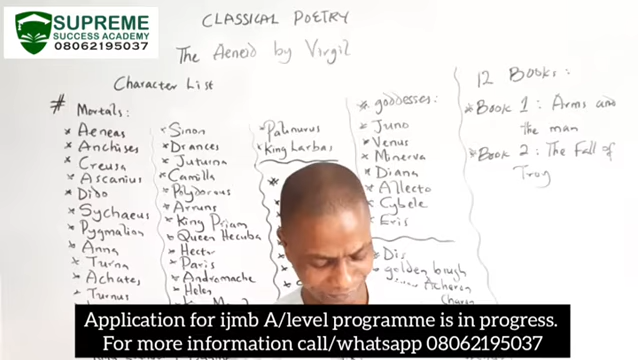 SUPREME
SUCCESS ACADEMY
08062195037
CLASSICAL POETRY
The Aeneid by Virgil
Character List
# Mortals:
* Aeneas
* Anchises
* Creusa
* Ascanius
* Dido
* Sychaeus
* Pygmalion
* Anna
* Turna
* Achates
* Turnus
* Sinon
* Drances
* Juturna
* Camilla
* Polydorous
* Arruns
* King Priam
* Queen Hecuba
* Hector
* Paris
* Andromache
* Helen
* Palinurus
* King Larbas
* goddesses:
* Juno
* Venus
* Minerva
* Diana
* Allecto
* Cybele
* Eris
* Dis
* golden brush
Acharan
Charon
12 Books:
* Book 1: Arms and
the man
* Book 2: The Fall of
Troy
Application for ijmb A/level programme is in progress.
For more information call/whatsapp 08062195037